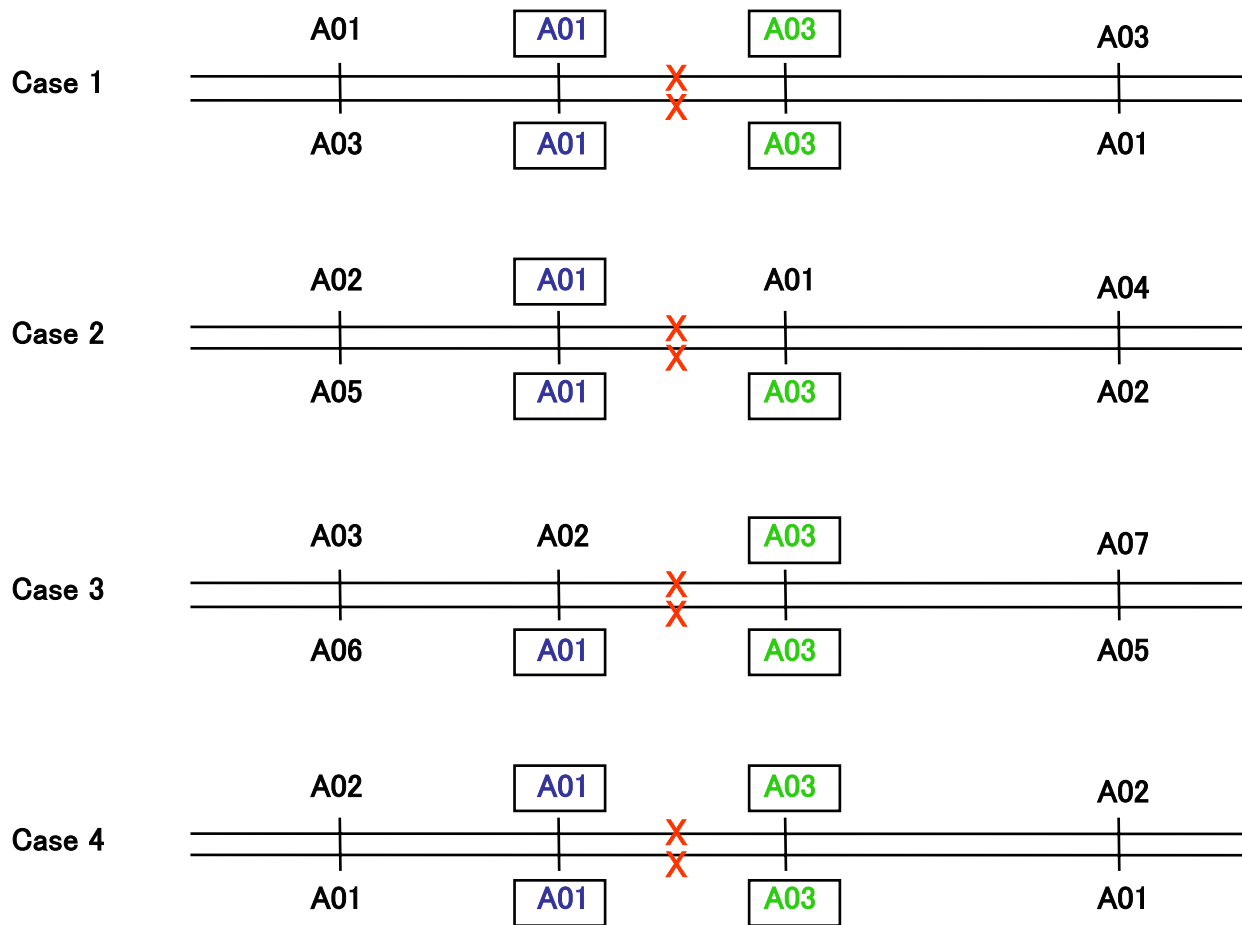 A01 A01 A03 A03
Case 1 X
X
A03 A01 A03 A01
A02 A01 A01 A04
Case 2 X
X
A05 A01 A03 A02
A03 A02 A03 A07
Case 3 X
X
A06 A01 A03 A05
A02 A01 A03 A02
Case 4 X
X
A01 A01 A03 A01